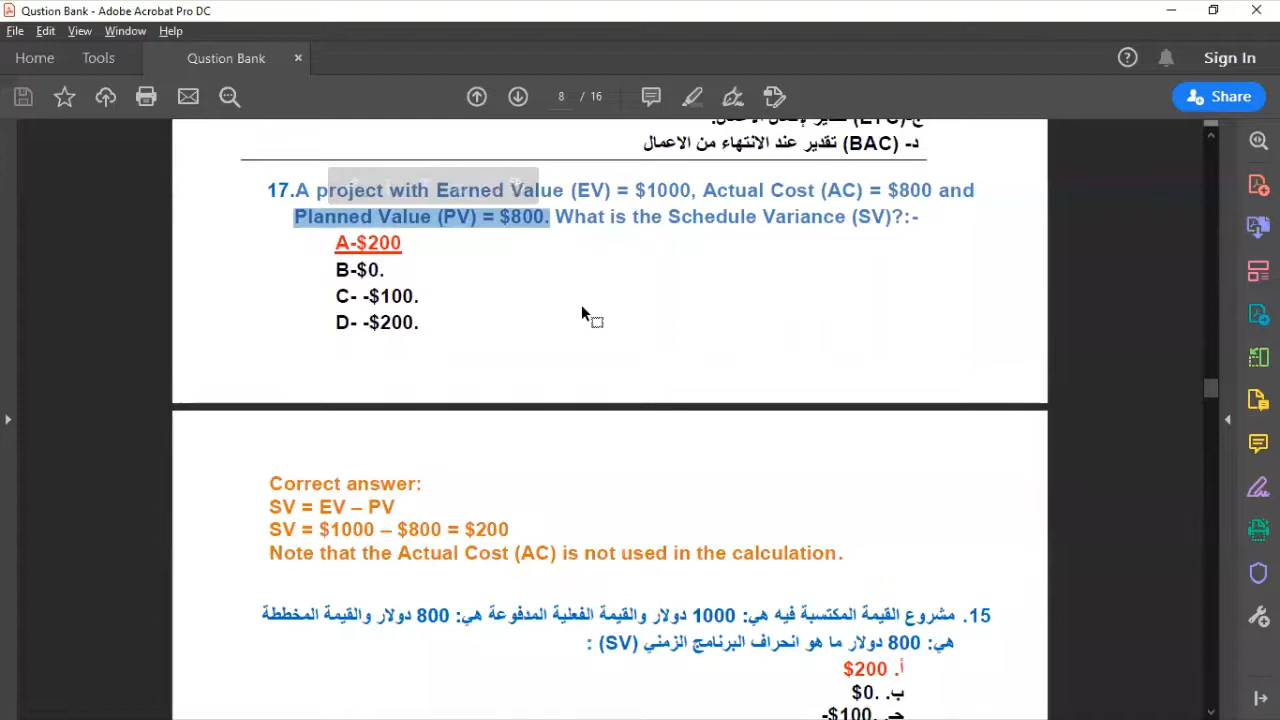 Qustion Bank - Adobe Acrobat Pro DC
File Edit View Window Help
Home Tools Qustion Bank × Sign In
8 / 16 Share
د- (BAC) تقدير عند الانتهاء من الاعمال
17.A project with Earned Value (EV) = $1000, Actual Cost (AC) = $800 and
Planned Value (PV) = $800. What is the Schedule Variance (SV)?:-
A-$200
B-$0.
C- -$100.
D- -$200.
Correct answer:
SV = EV – PV
SV = $1000 – $800 = $200
Note that the Actual Cost (AC) is not used in the calculation.
15. مشروع القيمة المكتسبة فيه هي: 1000 دولار والقيمة الفعلية المدفوعة هي: 800 دولار والقيمة المخططة
هي: 800 دولار ما هو انحراف البرنامج الزمني (SV) :
أ. 200$
ب. .0$
جـ. .100$-